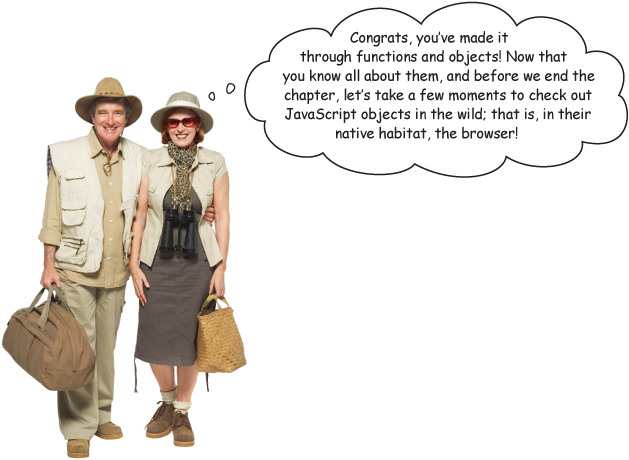 Congrats, you've made it
through functions and objects! Now that
you know all about them, and before we end the
chapter, let's take a few moments to check out
JavaScript objects in the wild; that is, in their
native habitat, the browser!